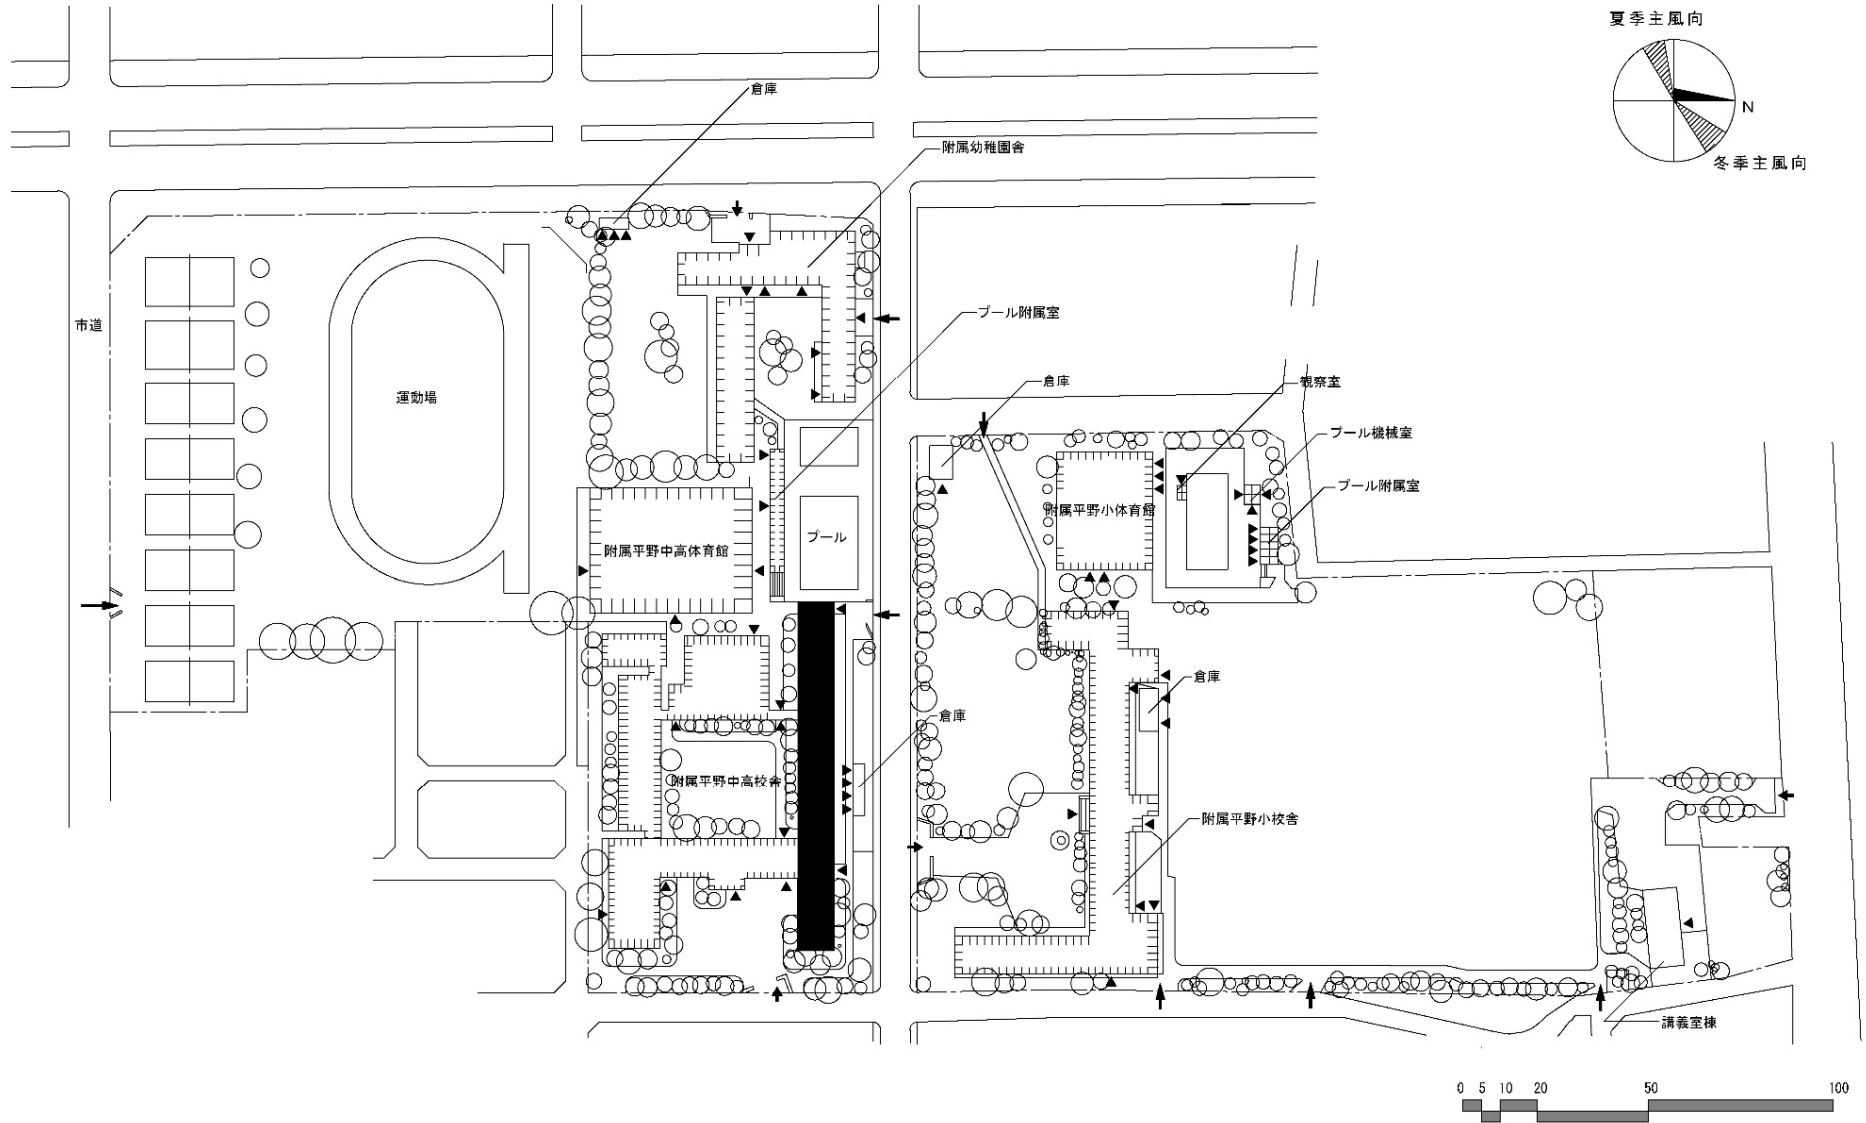 夏季主風向
N
冬季主風向
倉庫
附属幼稚園舎
市道
プール附属室
運動場
倉庫
観察室
プール機械室
プール附属室
附属平野小体育館
プール
附属平野中高体育館
倉庫
倉庫
附属平野中高校舎
附属平野小校舎
講義室棟
0 5 10 20 50 100